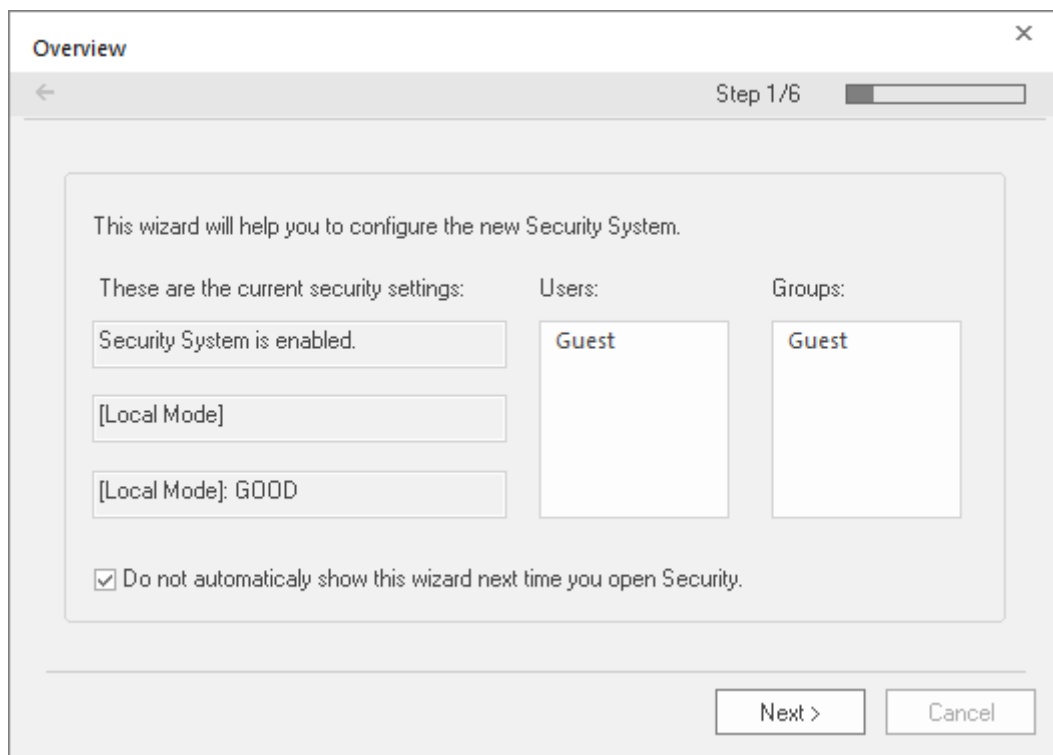 Overview
Step 1/6
This wizard will help you to configure the new Security System.
These are the current security settings:
Users:
Groups:
Security System is enabled.
Guest
Guest
[Local Mode]
[Local Mode]: GOOD
Do not automaticaly show this wizard next time you open Security.
Next >
Cancel